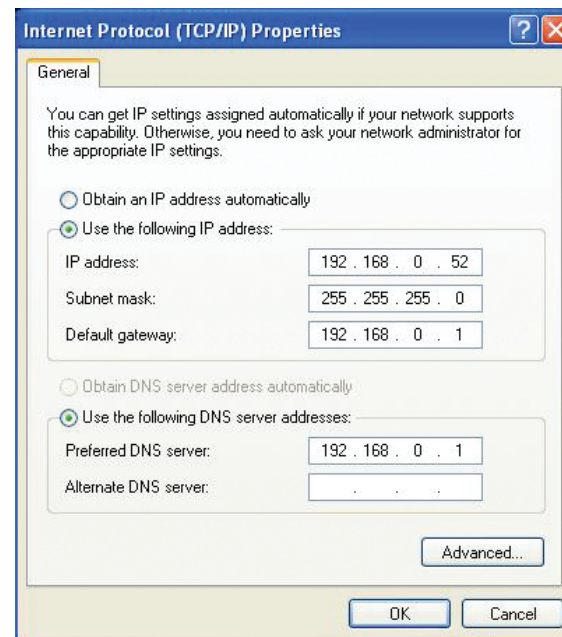 Internet Protocol (TCP/IP) Properties
General
You can get IP settings assigned automatically if your network supports
this capability. Otherwise, you need to ask your network administrator for
the appropriate IP settings.
Obtain an IP address automatically
Use the following IP address:
IP address: 192 . 168 . 0 . 52
Subnet mask: 255 . 255 . 255 . 0
Default gateway: 192 . 168 . 0 . 1
Obtain DNS server address automatically
Use the following DNS server addresses:
Preferred DNS server: 192 . 168 . 0 . 1
Alternate DNS server: . . .
Advanced...
OK Cancel